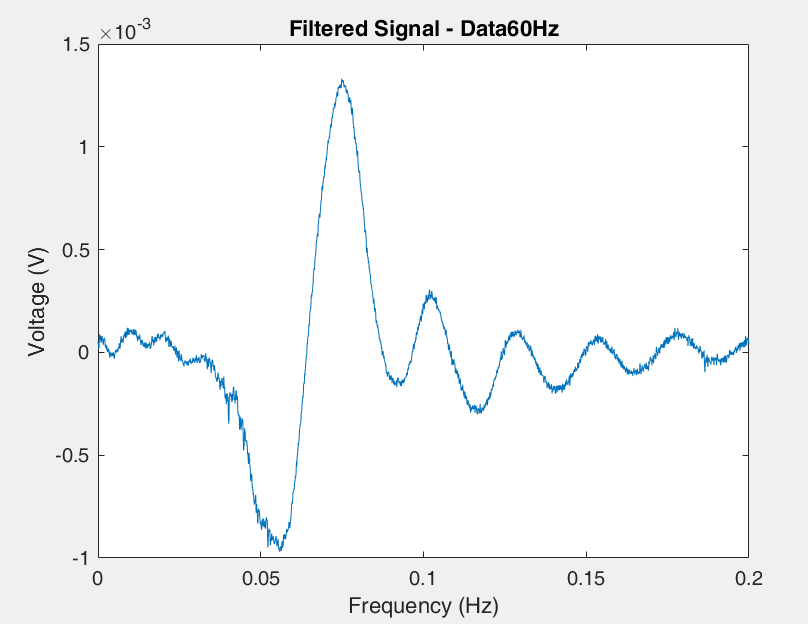 Filtered Signal - Data60Hz
×10⁻³
1.5
1
0.5
0
-0.5
-1
Voltage (V)
0 0.05 0.1 0.15 0.2
Frequency (Hz)